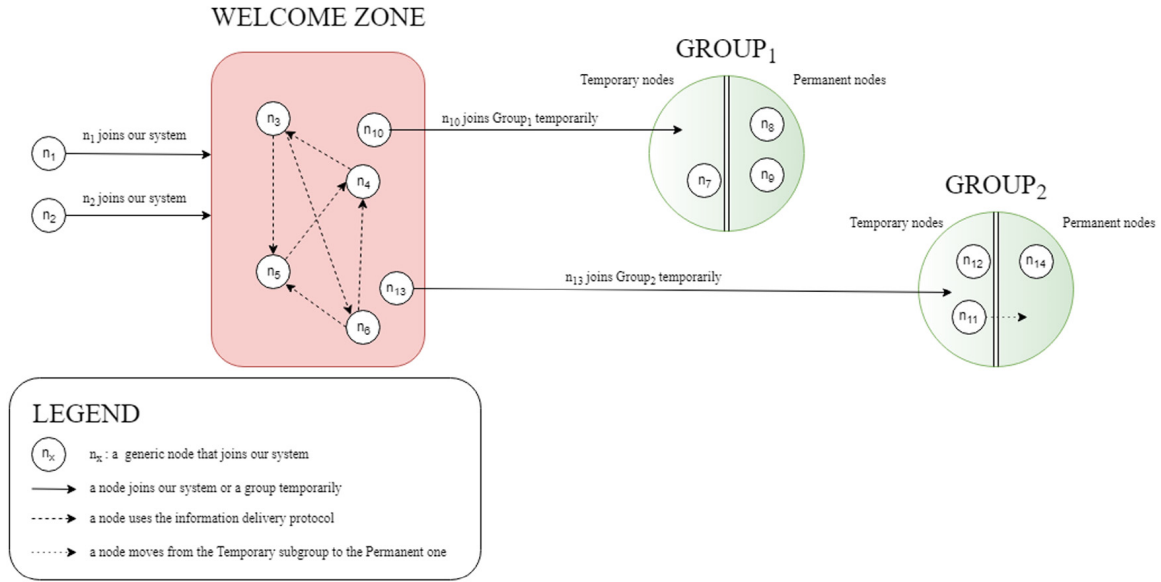 WELCOME ZONE
GROUP1
Temporary nodes
Permanent nodes
n1 joins our system
n1
n2 joins our system
n2
n3
n10
n4
n5
n13
n6
n10 joins Group1 temporarily
n7
n8
n9
GROUP2
Temporary nodes
Permanent nodes
n13 joins Group2 temporarily
n12
n14
n11
LEGEND
nx
nx : a generic node that joins our system
a node joins our system or a group temporarily
a node uses the information delivery protocol
a node moves from the Temporary subgroup to the Permanent one